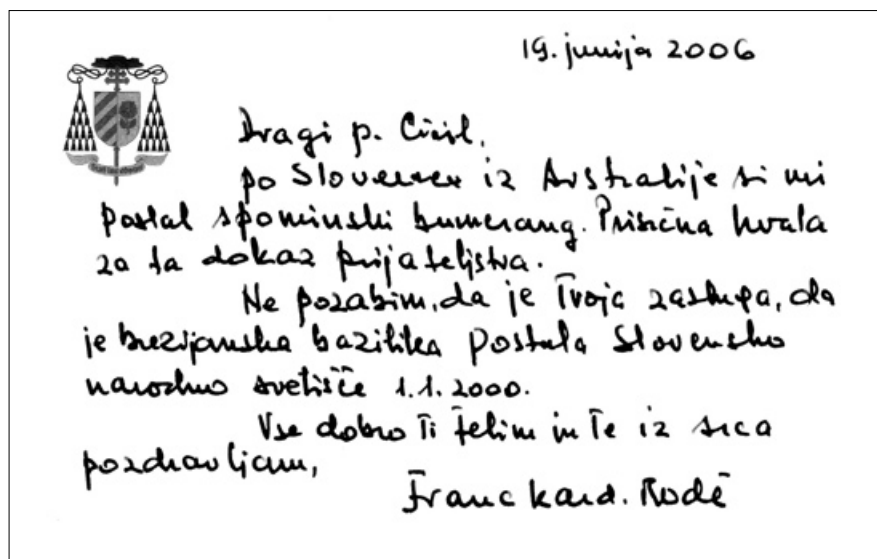 19. junija 2006
Dragi p. Ciril,
po Slovencu iz Avstralije si mi
poslal spominski bumerang. Prisrčna hvala
za ta dokaz prijateljstva.
Ne pozabim, da je Tvoja zasluga, da
je brezijanska bazilika postala Slovensko
narodno svetišče 1.1.2000.
Vse dobro Ti želim in Te iz srca
pozdravljam,
Franc kard. Rodé